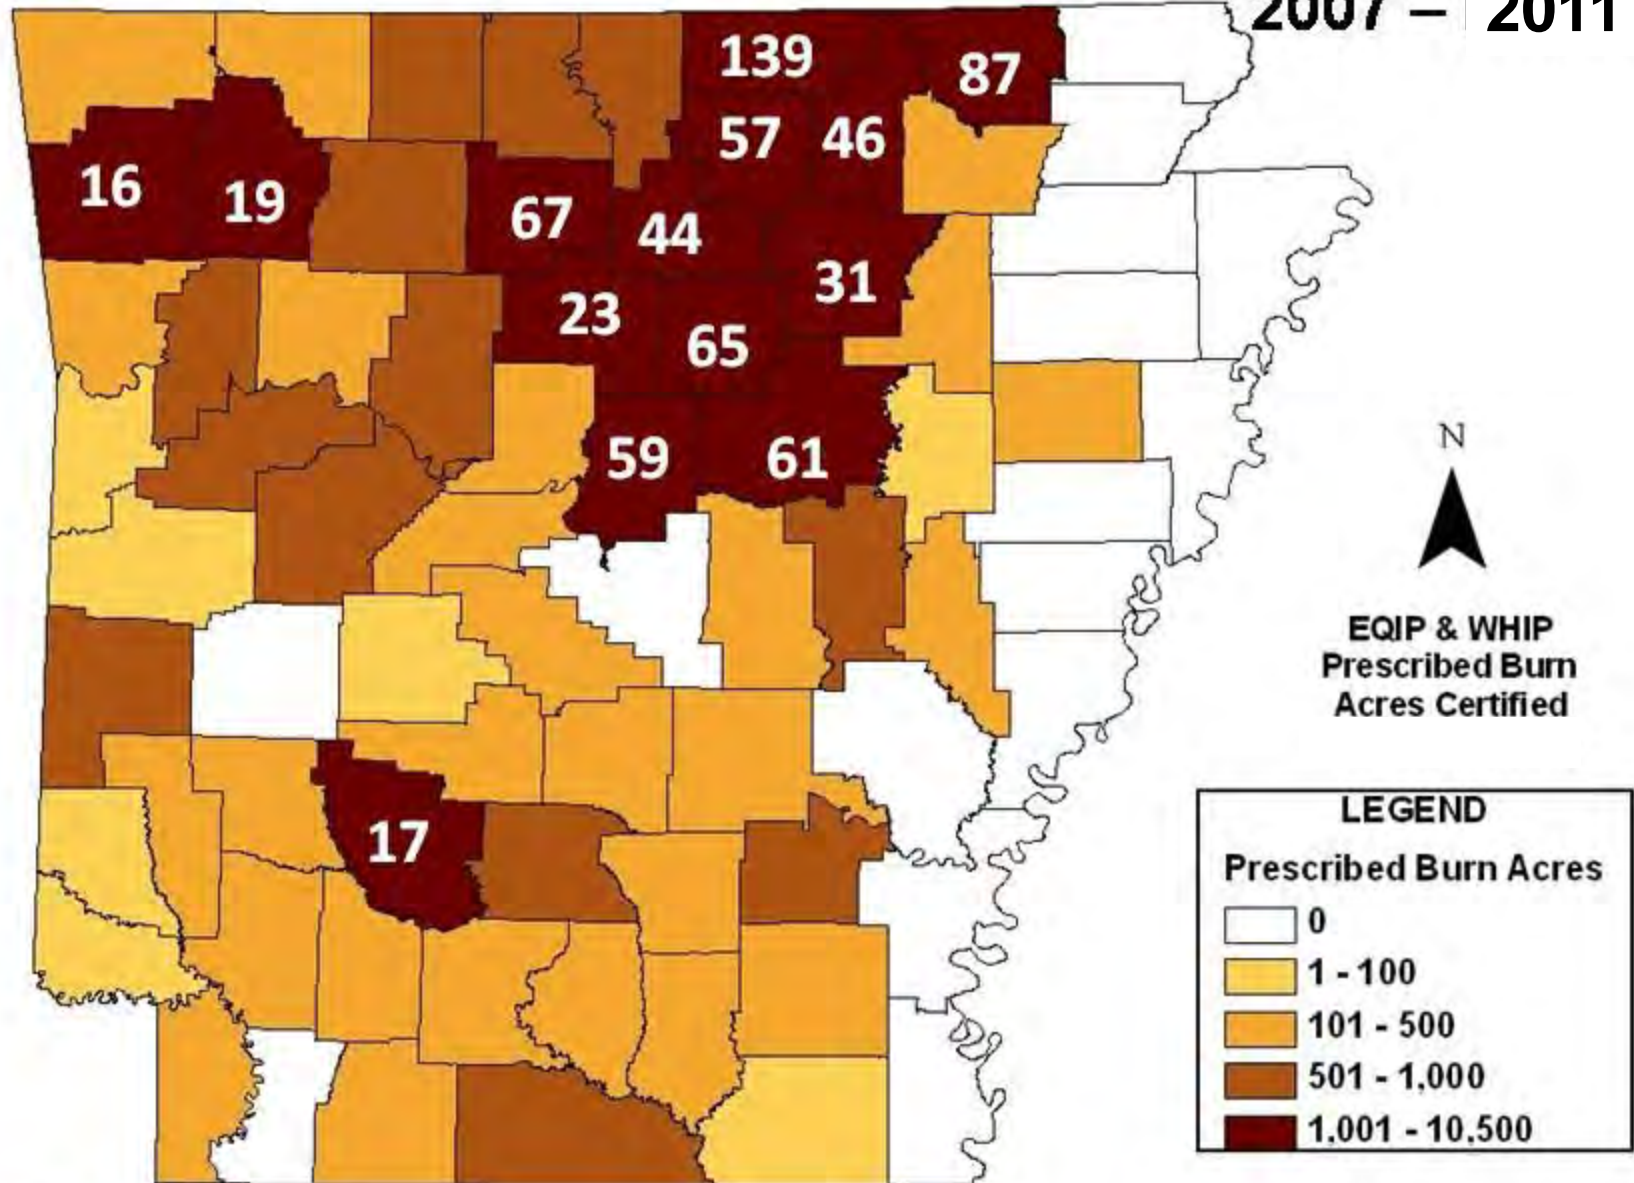 2007 – 2011
139
87
57 46
16
19
67
44
31
23
65
59
61
17
N
EQIP & WHIP
Prescribed Burn
Acres Certified
LEGEND
Prescribed Burn Acres
0
1 - 100
101 - 500
501 - 1,000
1,001 - 10,500